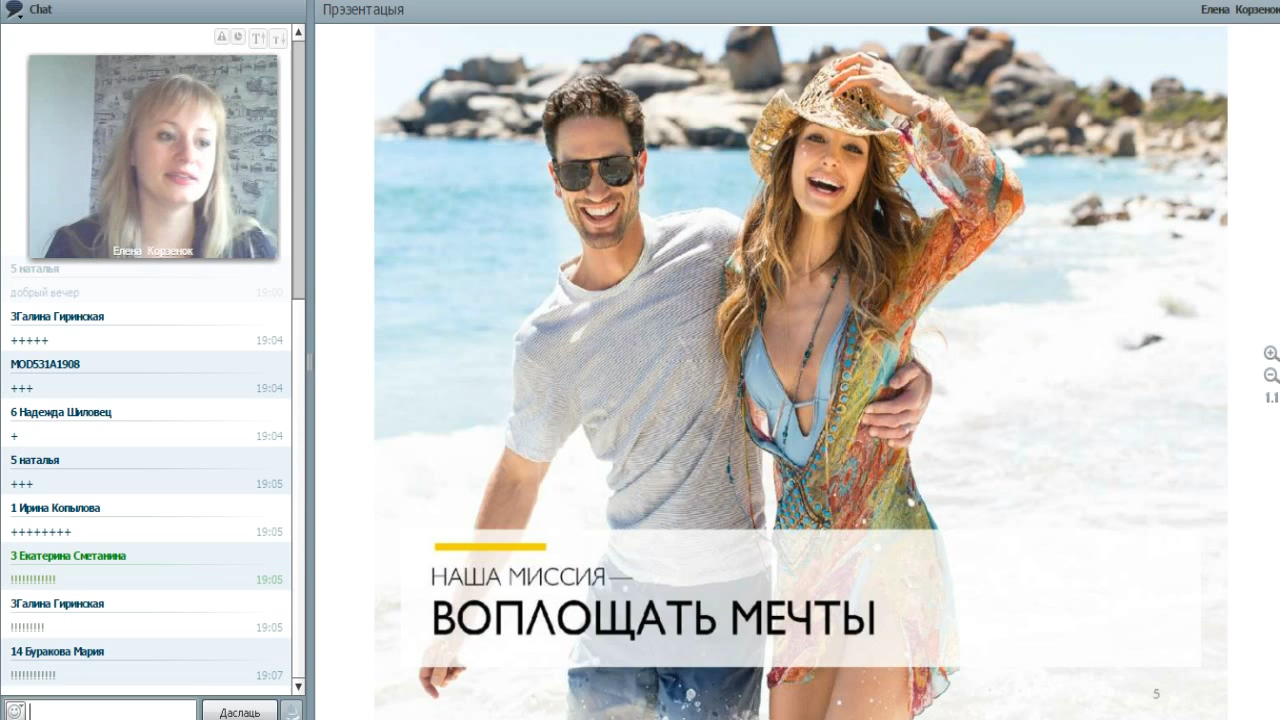 Chat
Прэзентацыя
Елена Корзенок
T↑
T↓
Елена Корзенок
5 наталья
добрый вечер 19:00
3Галина Гиринская
+++++ 19:04
MOD531A1908
+++ 19:04
6 Надежда Шиловец
+ 19:04
5 наталья
+++ 19:05
1 Ирина Копылова
++++++++ 19:05
3 Екатерина Сметанина
!!!!!!!!!!!! 19:05
3Галина Гиринская
!!!!!!!!! 19:05
14 Буракова Мария
!!!!!!!!!!!! 19:07
Даслаць
НАША МИССИЯ—
ВОПЛОЩАТЬ МЕЧТЫ
5
1.1